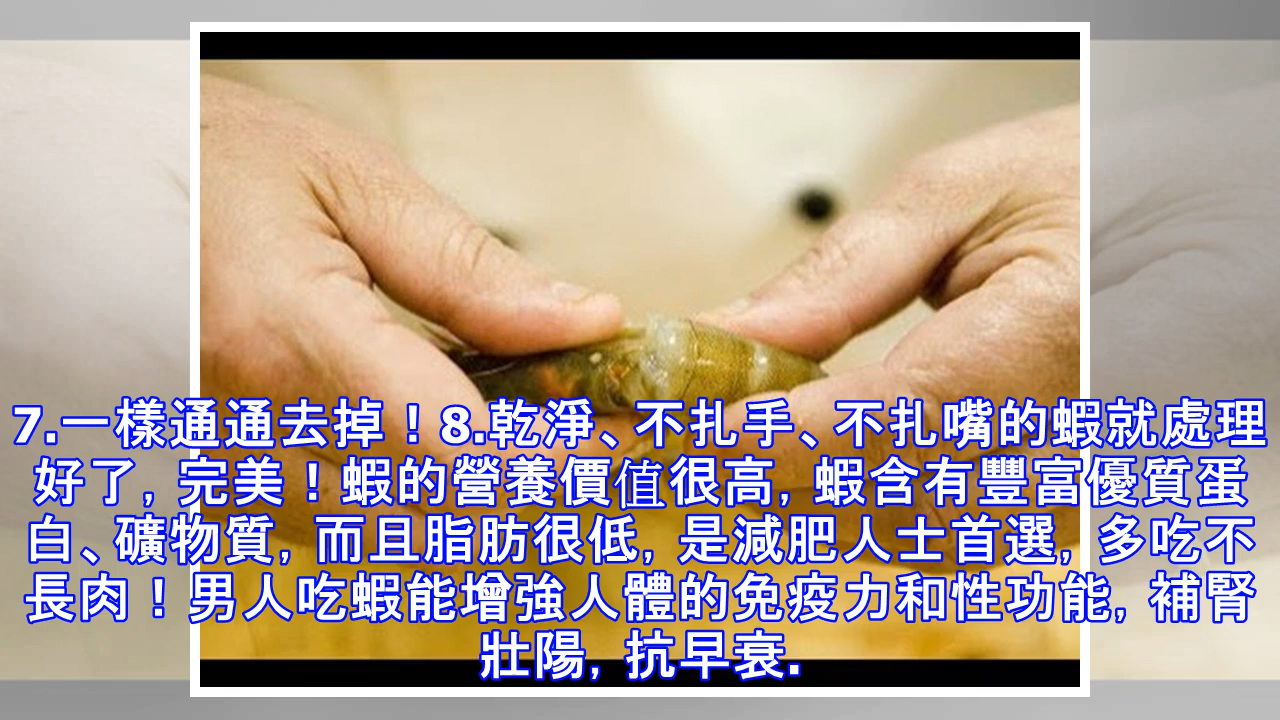 7.一樣通通去掉！8.乾淨、不扎手、不扎嘴的蝦就處理
好了, 完美！蝦的營養價值很高, 蝦含有豐富優質蛋
白、礦物質, 而且脂肪很低, 是減肥人士首選, 多吃不
長肉！男人吃蝦能增強人體的免疫力和性功能, 補腎
壯陽, 抗早衰.